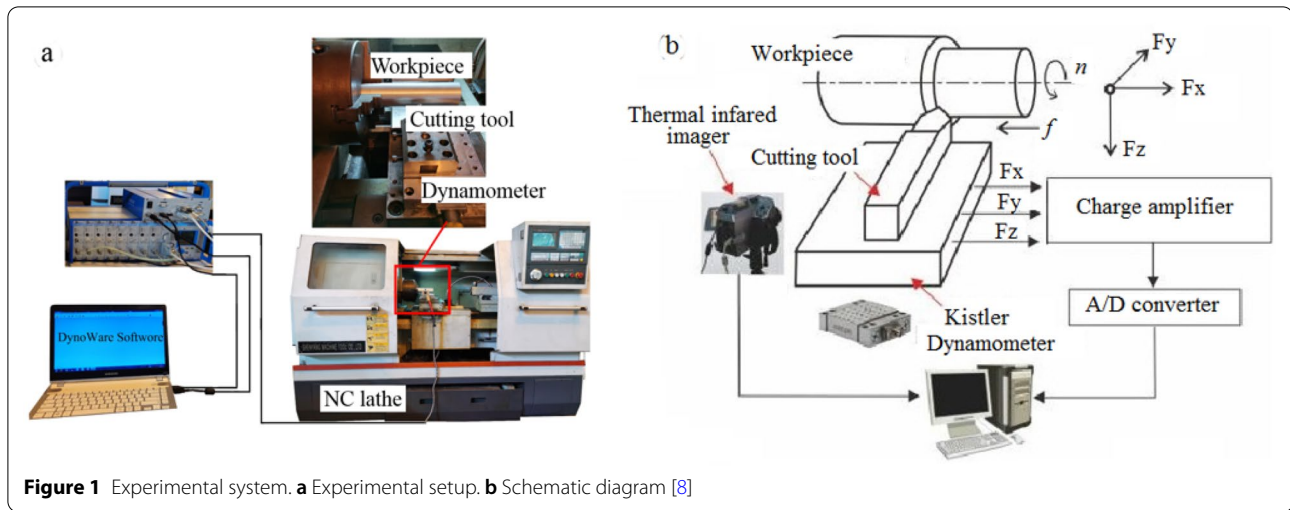 a
Workpiece
Cutting tool
Dynamometer
DynoWare Softwore
NC lathe
b
Workpiece
n
Fy
Fx
Fz
f
Thermal infared
imager
Cutting tool
Fx
Fy
Fz
Charge amplifier
A/D converter
Kistler
Dynamometer
Figure 1 Experimental system. a Experimental setup. b Schematic diagram [8]